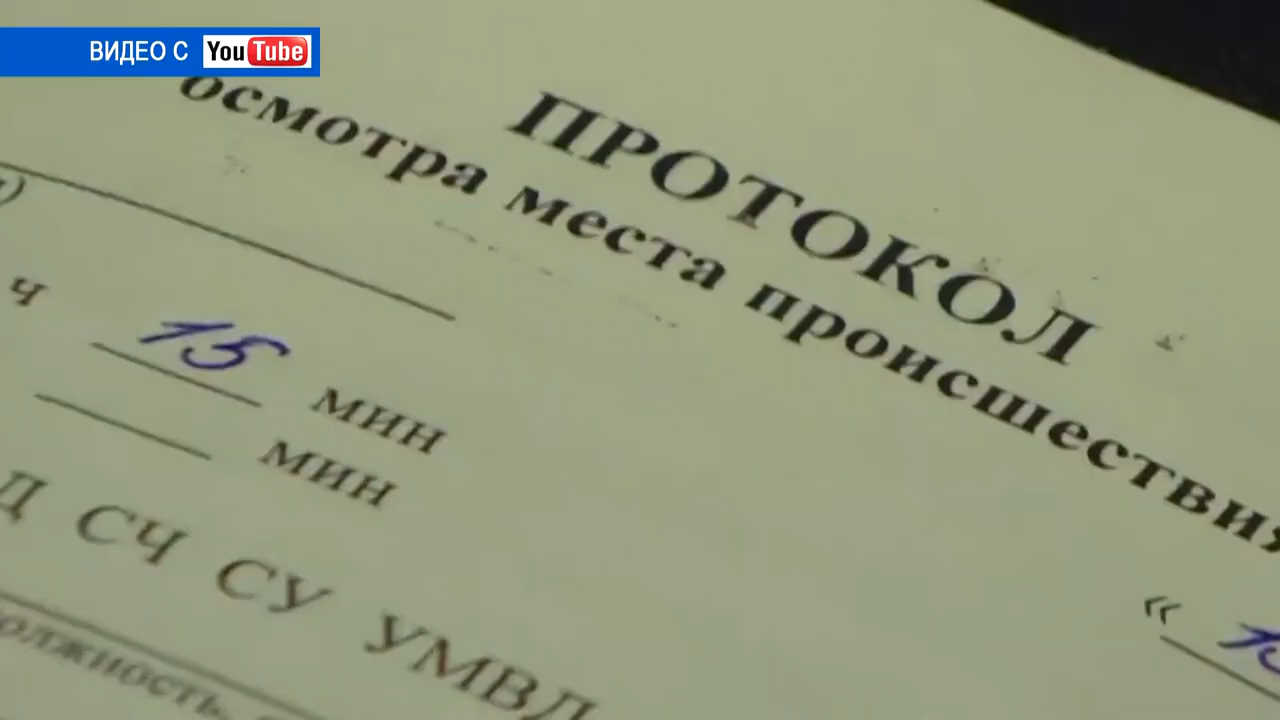 ВИДЕО С YouTube
ПРОТОКОЛ
осмотра места происшествия
ч 15 мин
мин
«
Д СЧ СУ УМВД